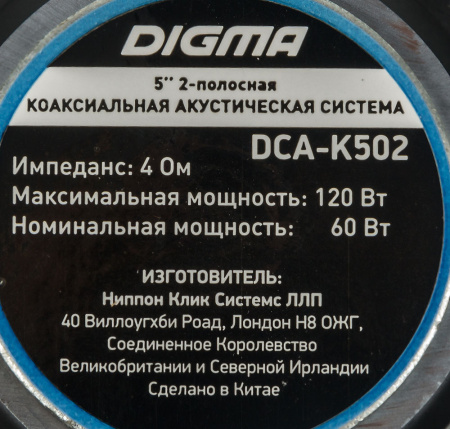 DIGMA
5'' 2-полосная
КОАКСИАЛЬНАЯ АКУСТИЧЕСКАЯ СИСТЕМА
DCA-K502
Импеданс: 4 Ом
Максимальная мощность: 120 Вт
Номинальная мощность: 60 Вт
ИЗГОТОВИТЕЛЬ:
Ниппон Клик Системс ЛЛП
40 Виллоугхби Роад, Лондон Н8 ОЖГ,
Соединенное Королевство
Великобритании и Северной Ирландии
Сделано в Китае